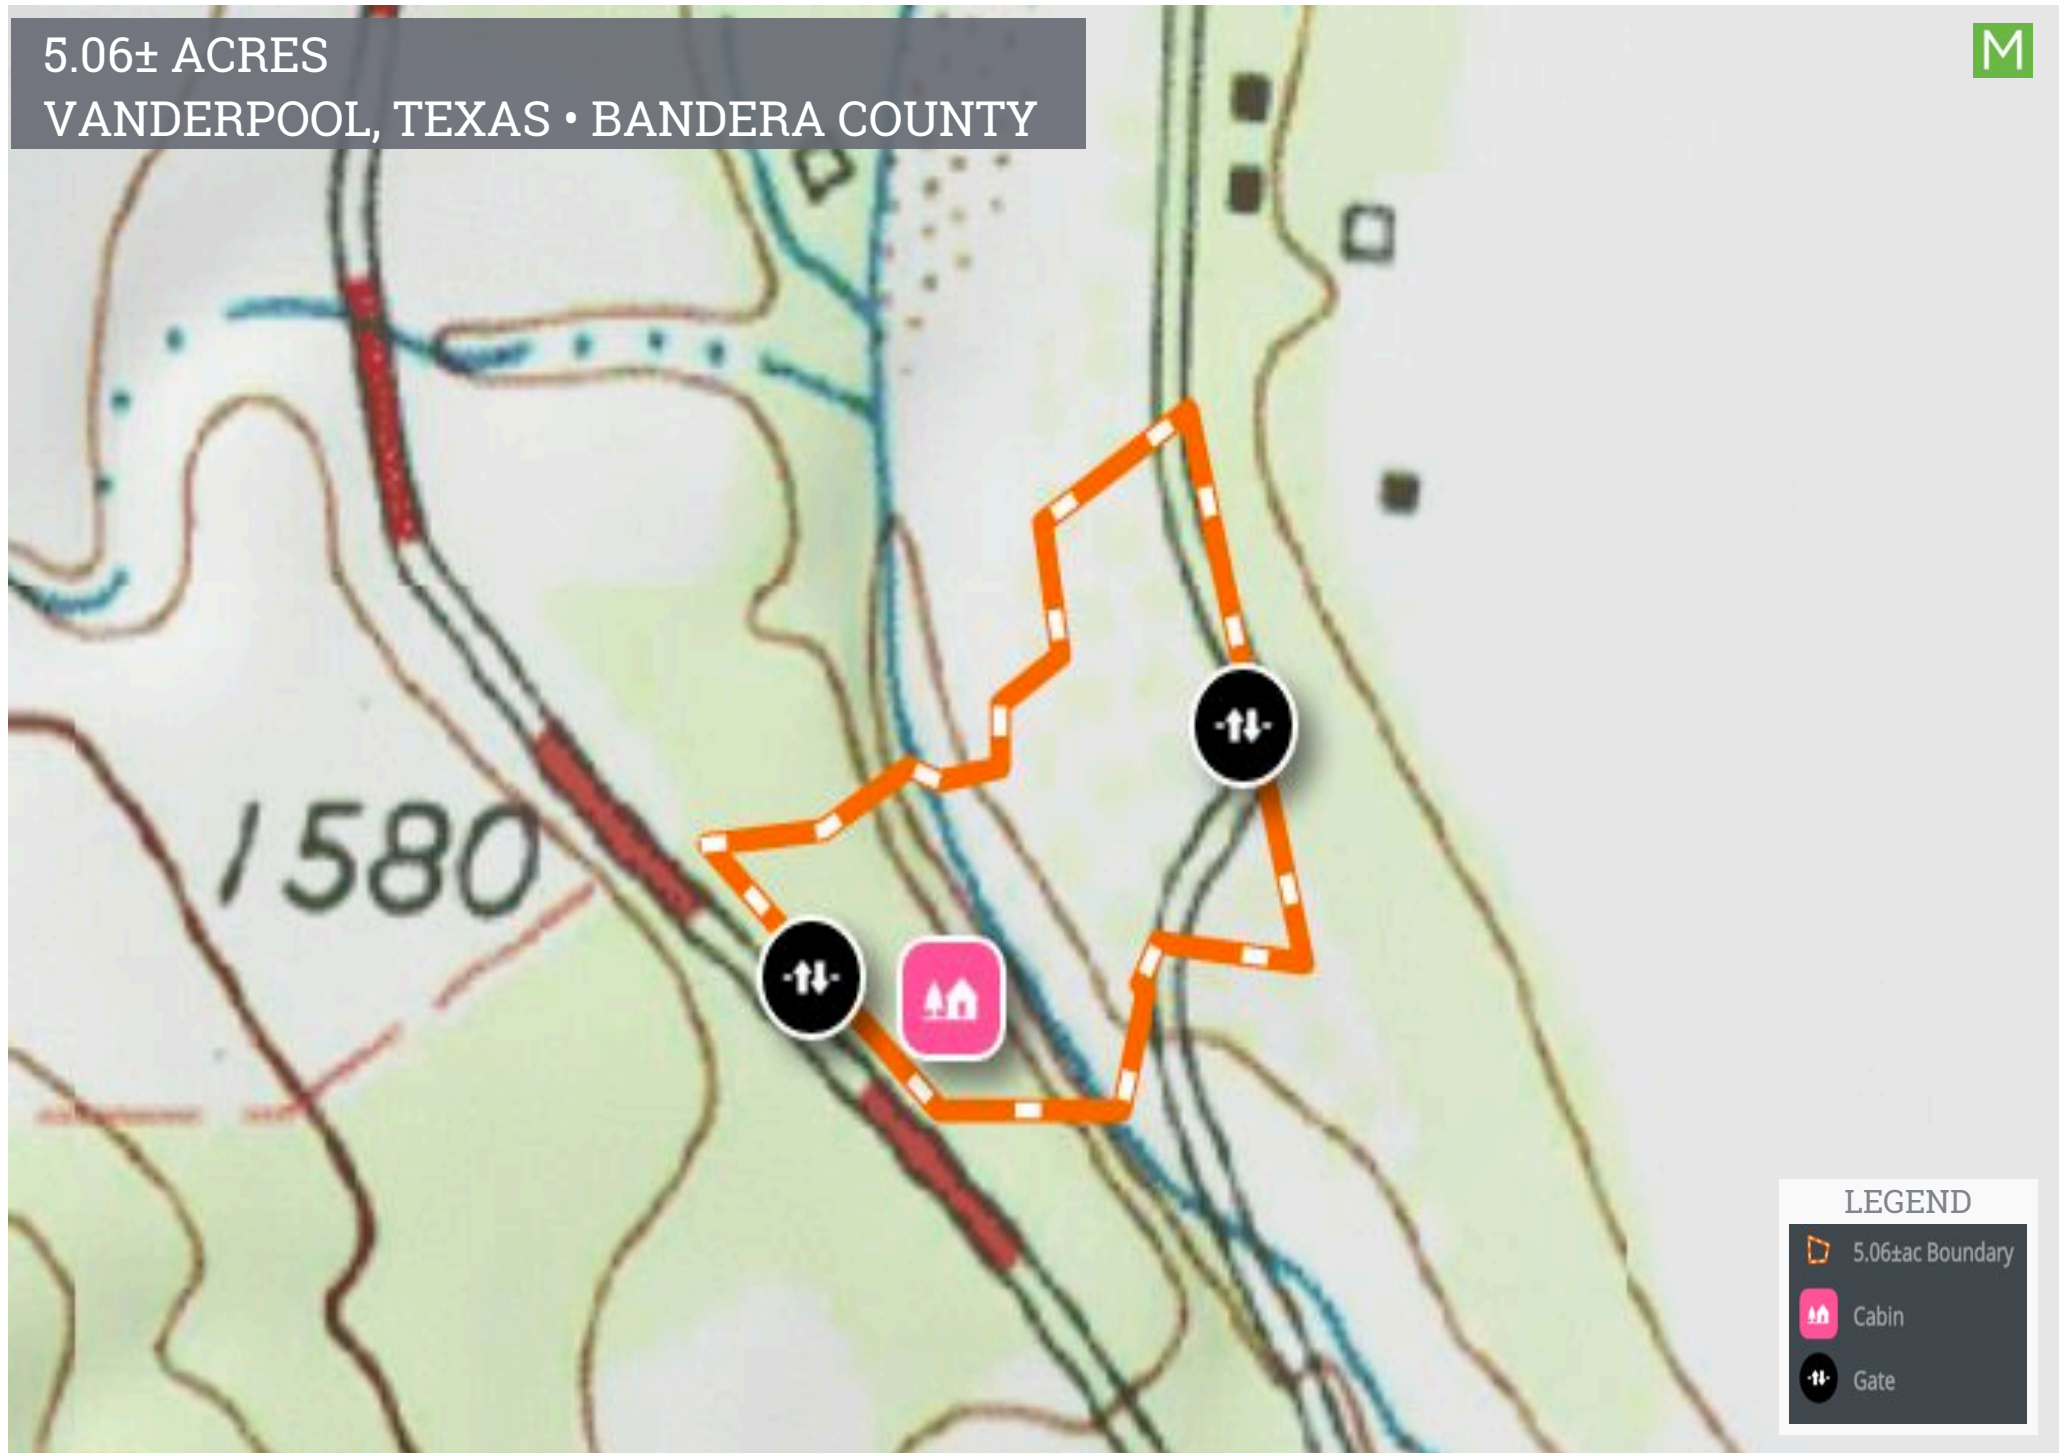 5.06± ACRES
VANDERPOOL, TEXAS • BANDERA COUNTY
M
1580
LEGEND
5.06±ac Boundary
Cabin
Gate